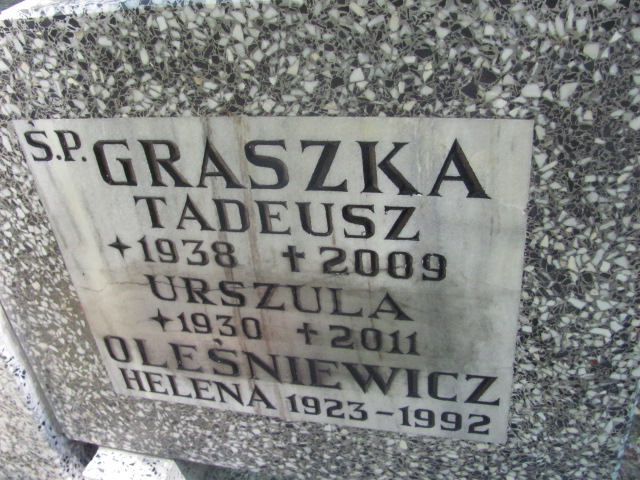 Ś.P. GRASZKA
TADEUSZ
✦1938 ✝2009
URSZULA
✦1930 ✝2011
OLEŚNIEWICZ
HELENA 1923-1992